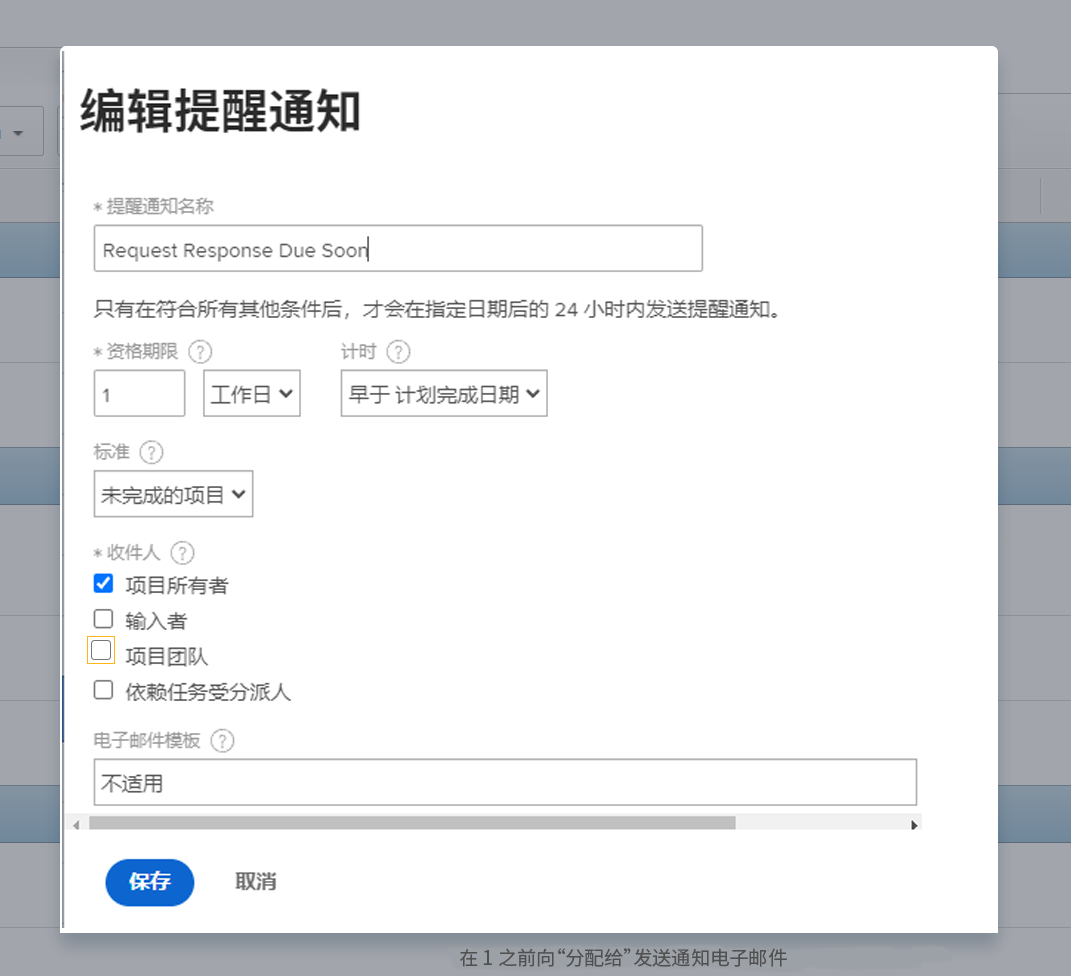 编辑提醒通知
* 提醒通知名称
Request Response Due Soon
只有在符合所有其他条件后，才会在指定日期后的 24 小时内发送提醒通知。
* 资格期限 ? 计时 ?
1 工作日 早于 计划完成日期
标准 ?
未完成的项目
* 收件人 ?
项目所有者
输入者
项目团队
依赖任务受分派人
电子邮件模板 ?
不适用
保存 取消
在 1 之前向“分配给”发送通知电子邮件